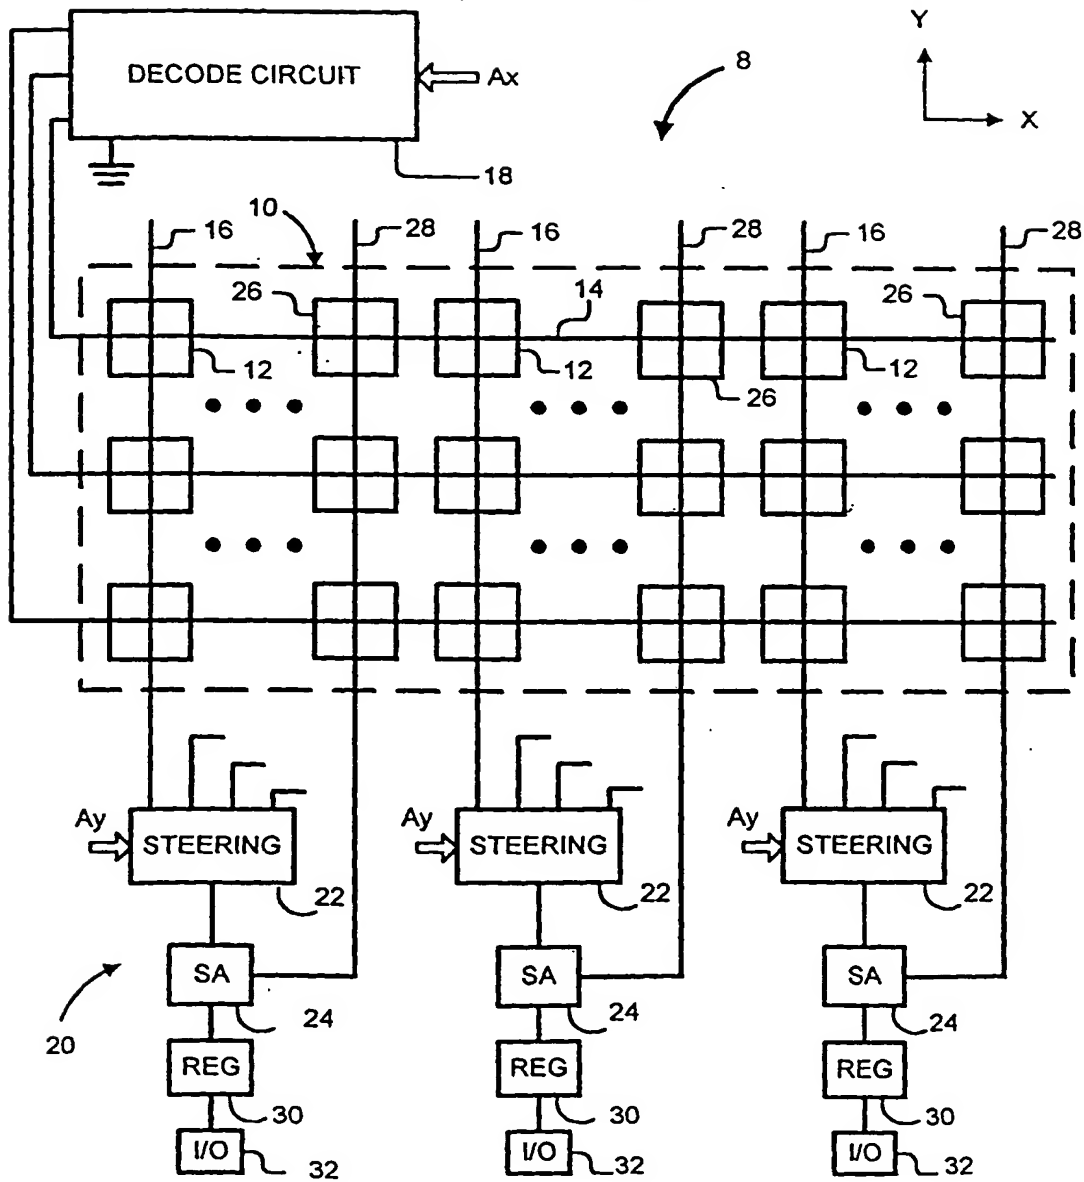 Y
DECODE CIRCUIT Ax 8
X
18
10
16 28 16 28 16 28
26 14 26
12 12 26 12
Ay STEERING Ay STEERING Ay STEERING
22 22 22
SA SA SA
24 24 24
20
REG REG REG
30 30 30
I/O I/O I/O
32 32 32